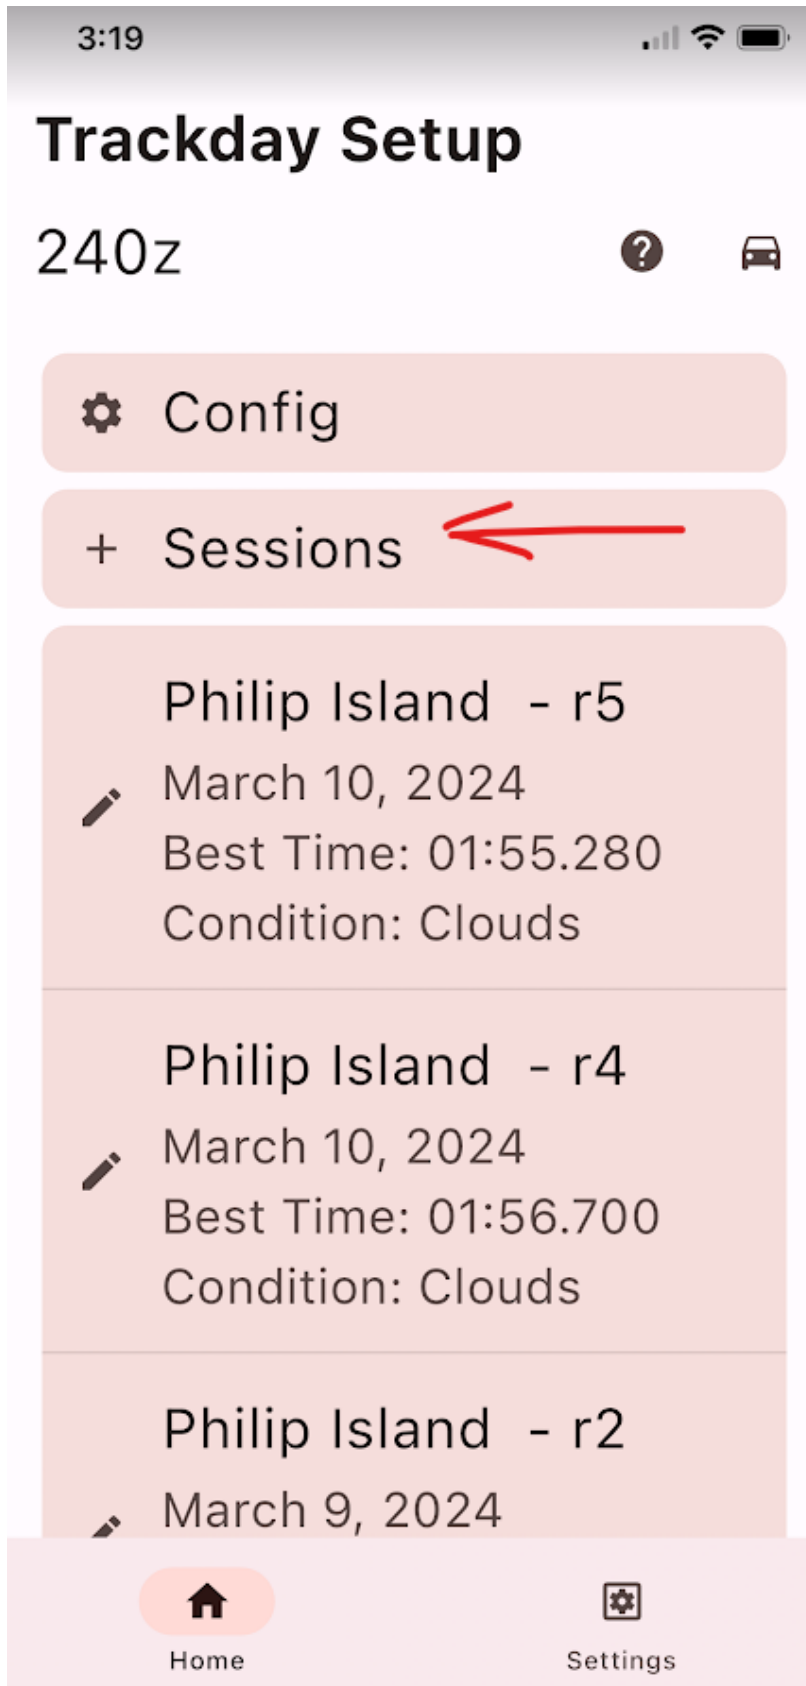 3:19
Trackday Setup
240z
Config
Sessions
Philip Island - r5
March 10, 2024
Best Time: 01:55.280
Condition: Clouds
Philip Island - r4
March 10, 2024
Best Time: 01:56.700
Condition: Clouds
Philip Island - r2
March 9, 2024
Home
Settings